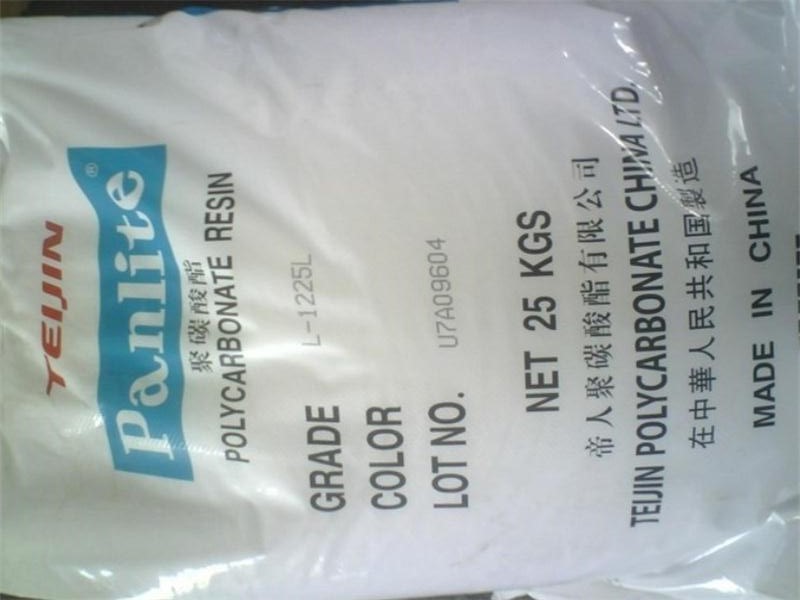 TEIJIN
Panlite®
聚碳酸酯
POLYCARBONATE RESIN
GRADE L-1225L
COLOR
LOT NO. U7A09604
NET 25 KGS
帝人聚碳酸酯有限公司
TEIJIN POLYCARBONATE CHINA LTD.
在中華人民共和国製造
MADE IN CHINA